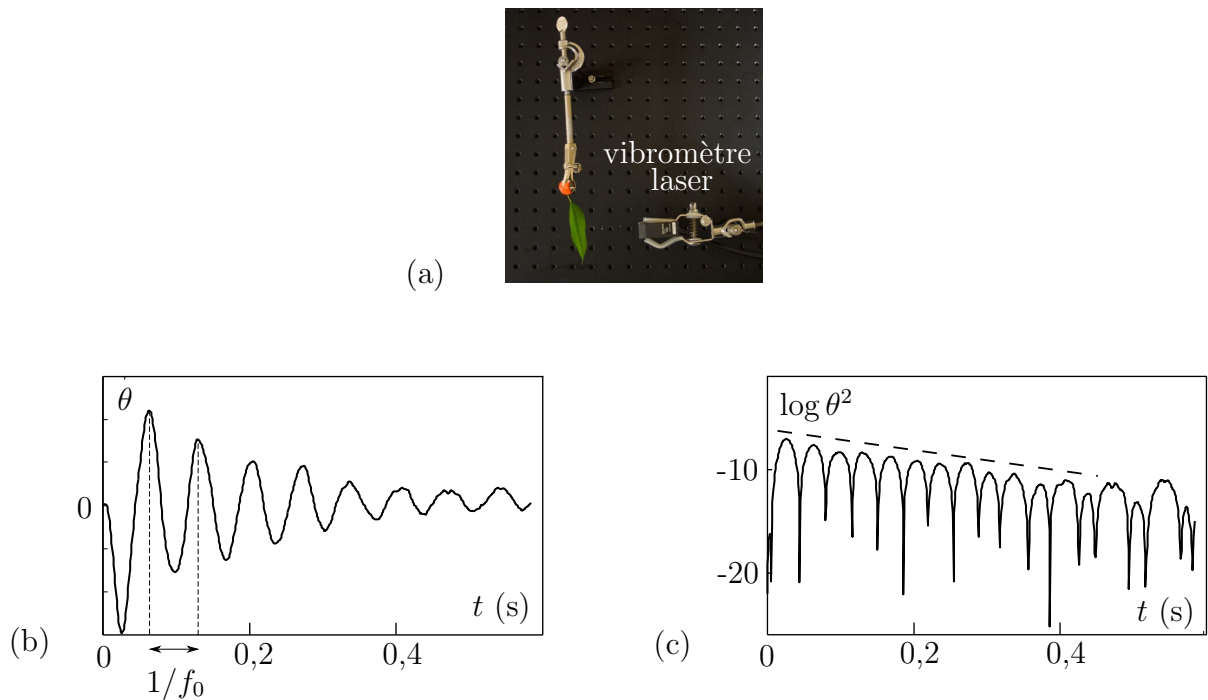 vibromètre
laser
(a)
θ
0
t (s)
(b)
0
0,2
0,4
1/f₀
log θ²
-10
-20
t (s)
(c)
0
0,2
0,4